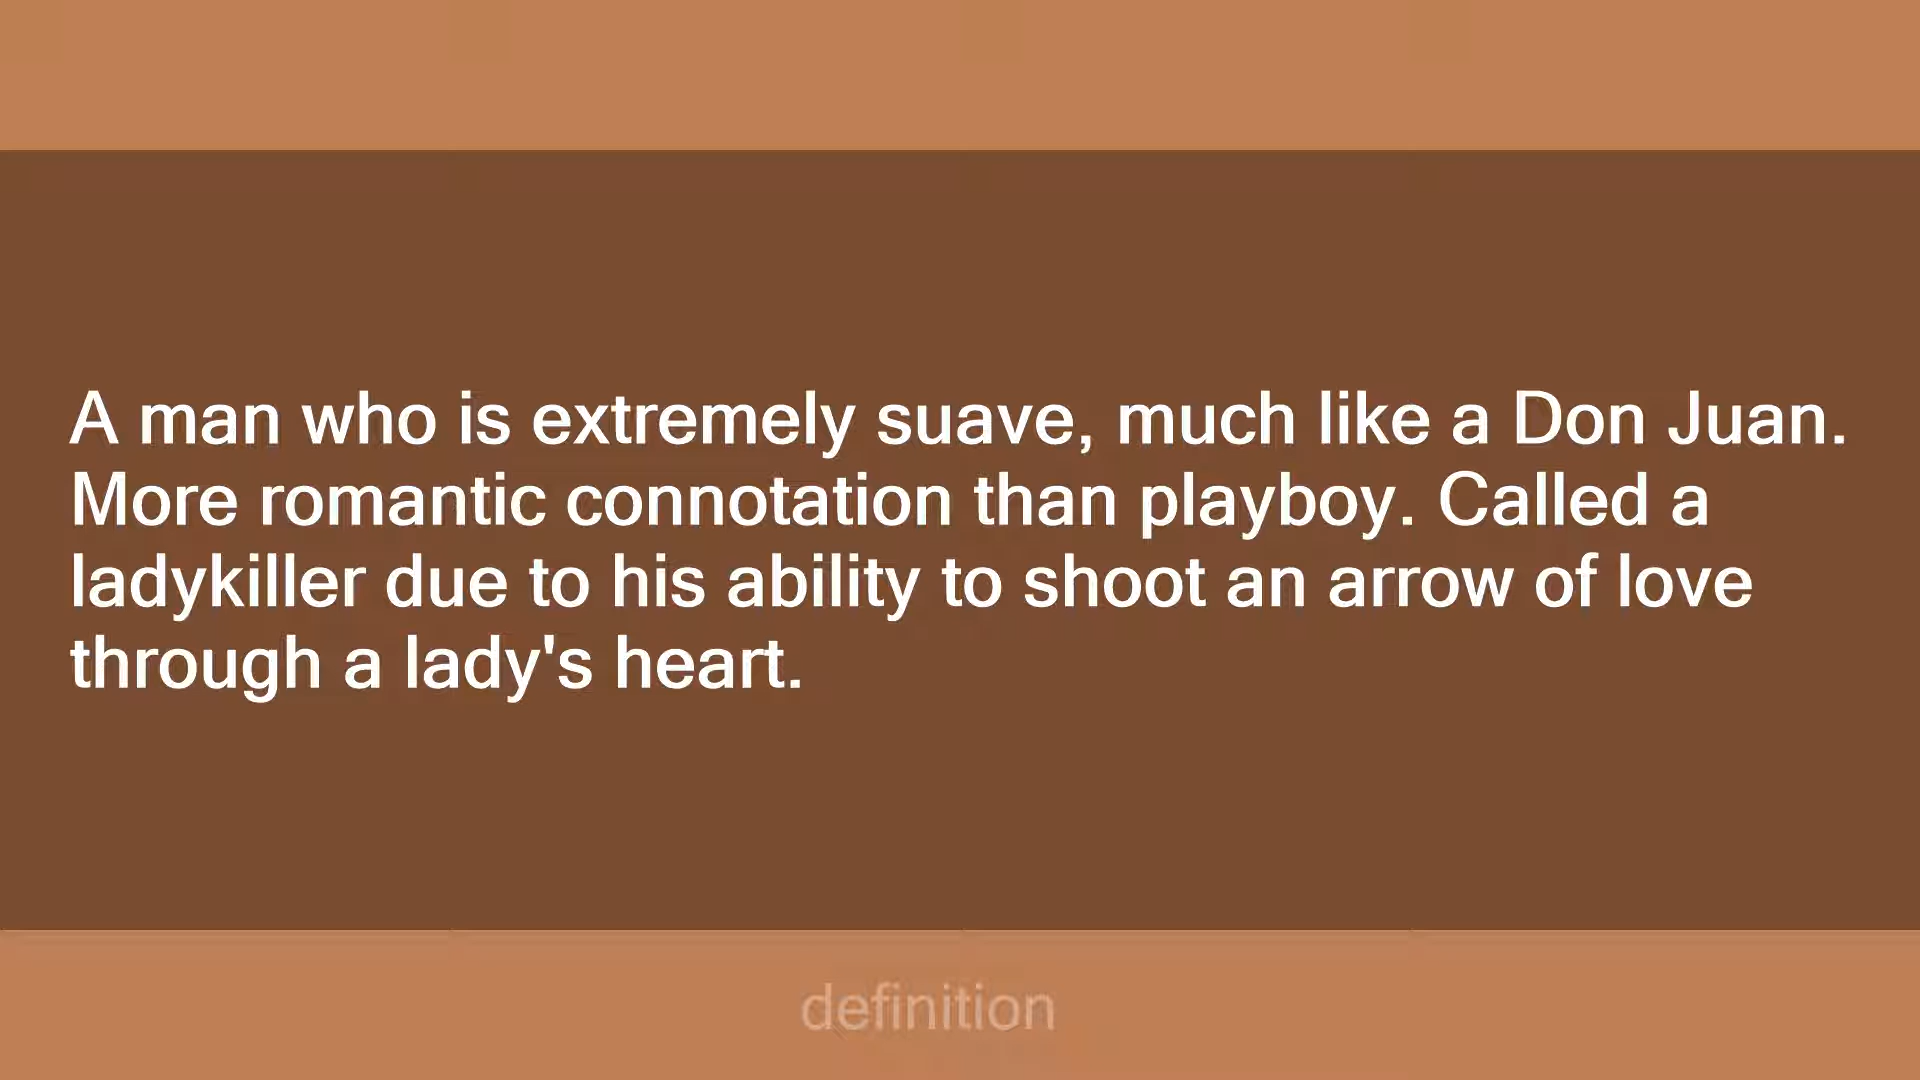 A man who is extremely suave, much like a Don Juan.
More romantic connotation than playboy. Called a
ladykiller due to his ability to shoot an arrow of love
through a lady's heart.
definition